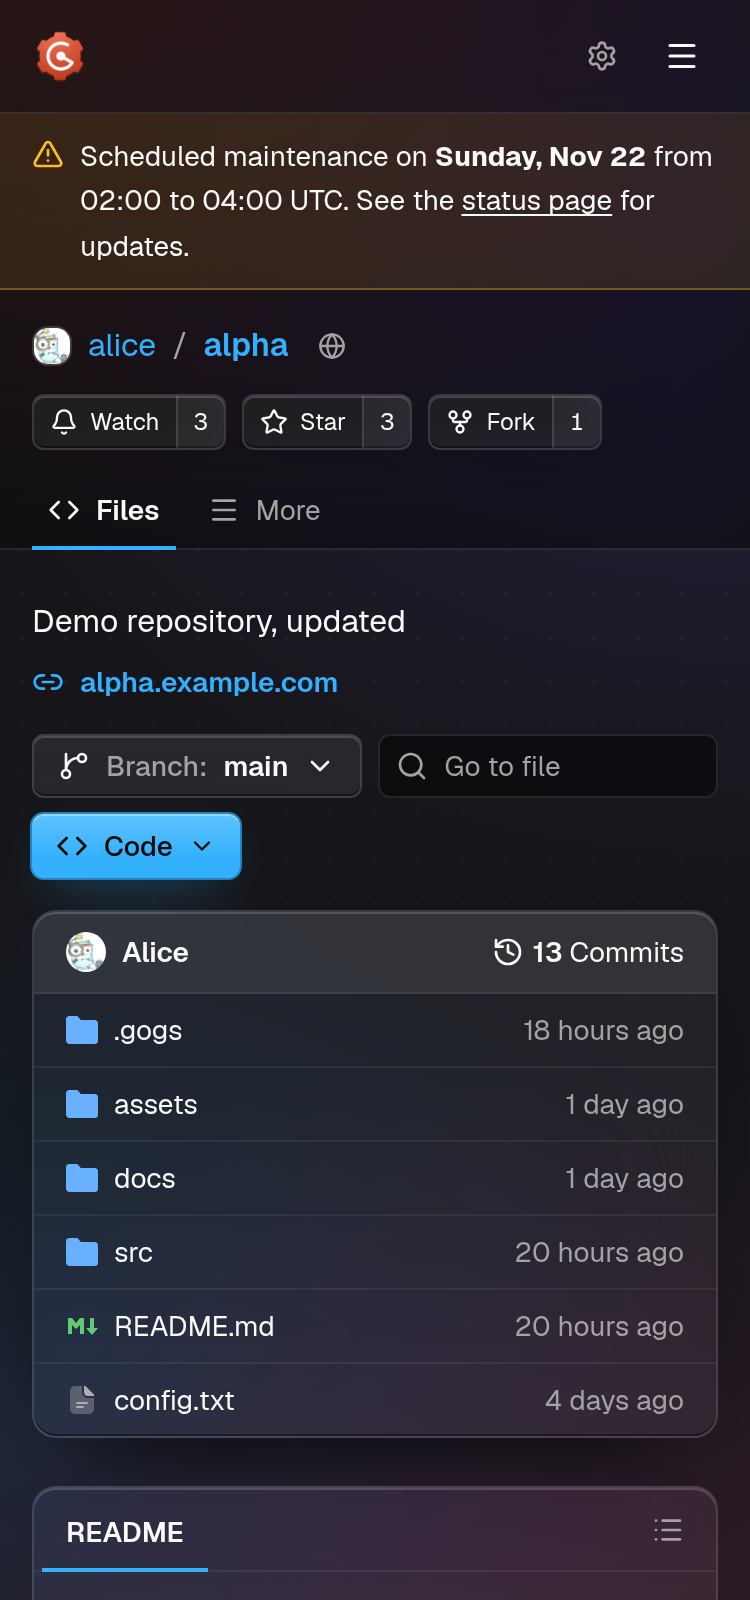 Scheduled maintenance on Sunday, Nov 22 from
02:00 to 04:00 UTC. See the status page for
updates.
alice / alpha
Watch 3 Star 3 Fork 1
Files More
Demo repository, updated
alpha.example.com
Branch: main Go to file
Code
Alice 13 Commits
.gogs 18 hours ago
assets 1 day ago
docs 1 day ago
src 20 hours ago
README.md 20 hours ago
config.txt 4 days ago
README